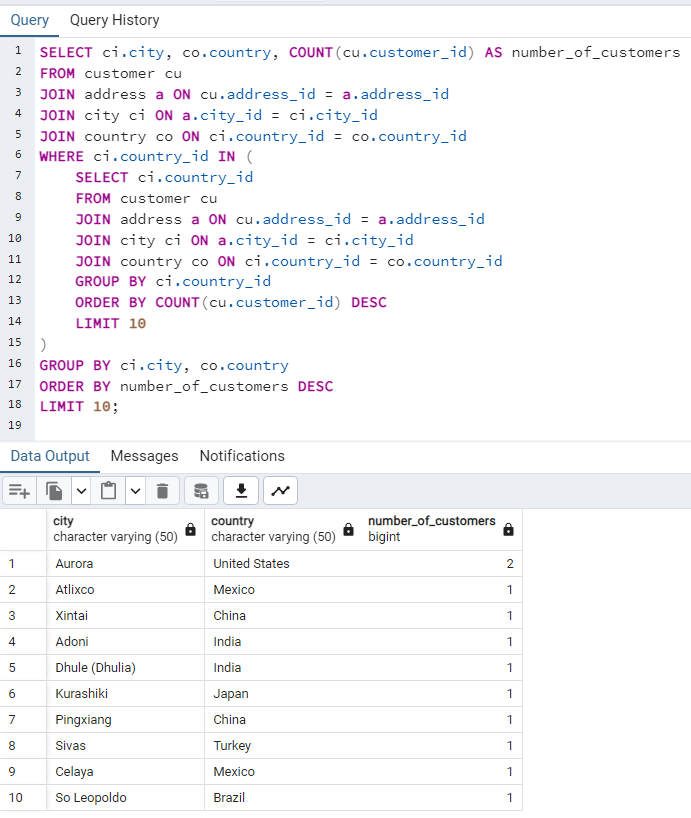 Query Query History
1 SELECT ci.city, co.country, COUNT(cu.customer_id) AS number_of_customers
2 FROM customer cu
3 JOIN address a ON cu.address_id = a.address_id
4 JOIN city ci ON a.city_id = ci.city_id
5 JOIN country co ON ci.country_id = co.country_id
6 WHERE ci.country_id IN (
7 SELECT ci.country_id
8 FROM customer cu
9 JOIN address a ON cu.address_id = a.address_id
10 JOIN city ci ON a.city_id = ci.city_id
11 JOIN country co ON ci.country_id = co.country_id
12 GROUP BY ci.country_id
13 ORDER BY COUNT(cu.customer_id) DESC
14 LIMIT 10
15 )
16 GROUP BY ci.city, co.country
17 ORDER BY number_of_customers DESC
18 LIMIT 10;
19
Data Output Messages Notifications
city country number_of_customers
character varying (50) character varying (50) bigint
1 Aurora United States 2
2 Atlixco Mexico 1
3 Xintai China 1
4 Adoni India 1
5 Dhule (Dhulia) India 1
6 Kurashiki Japan 1
7 Pingxiang China 1
8 Sivas Turkey 1
9 Celaya Mexico 1
10 So Leopoldo Brazil 1